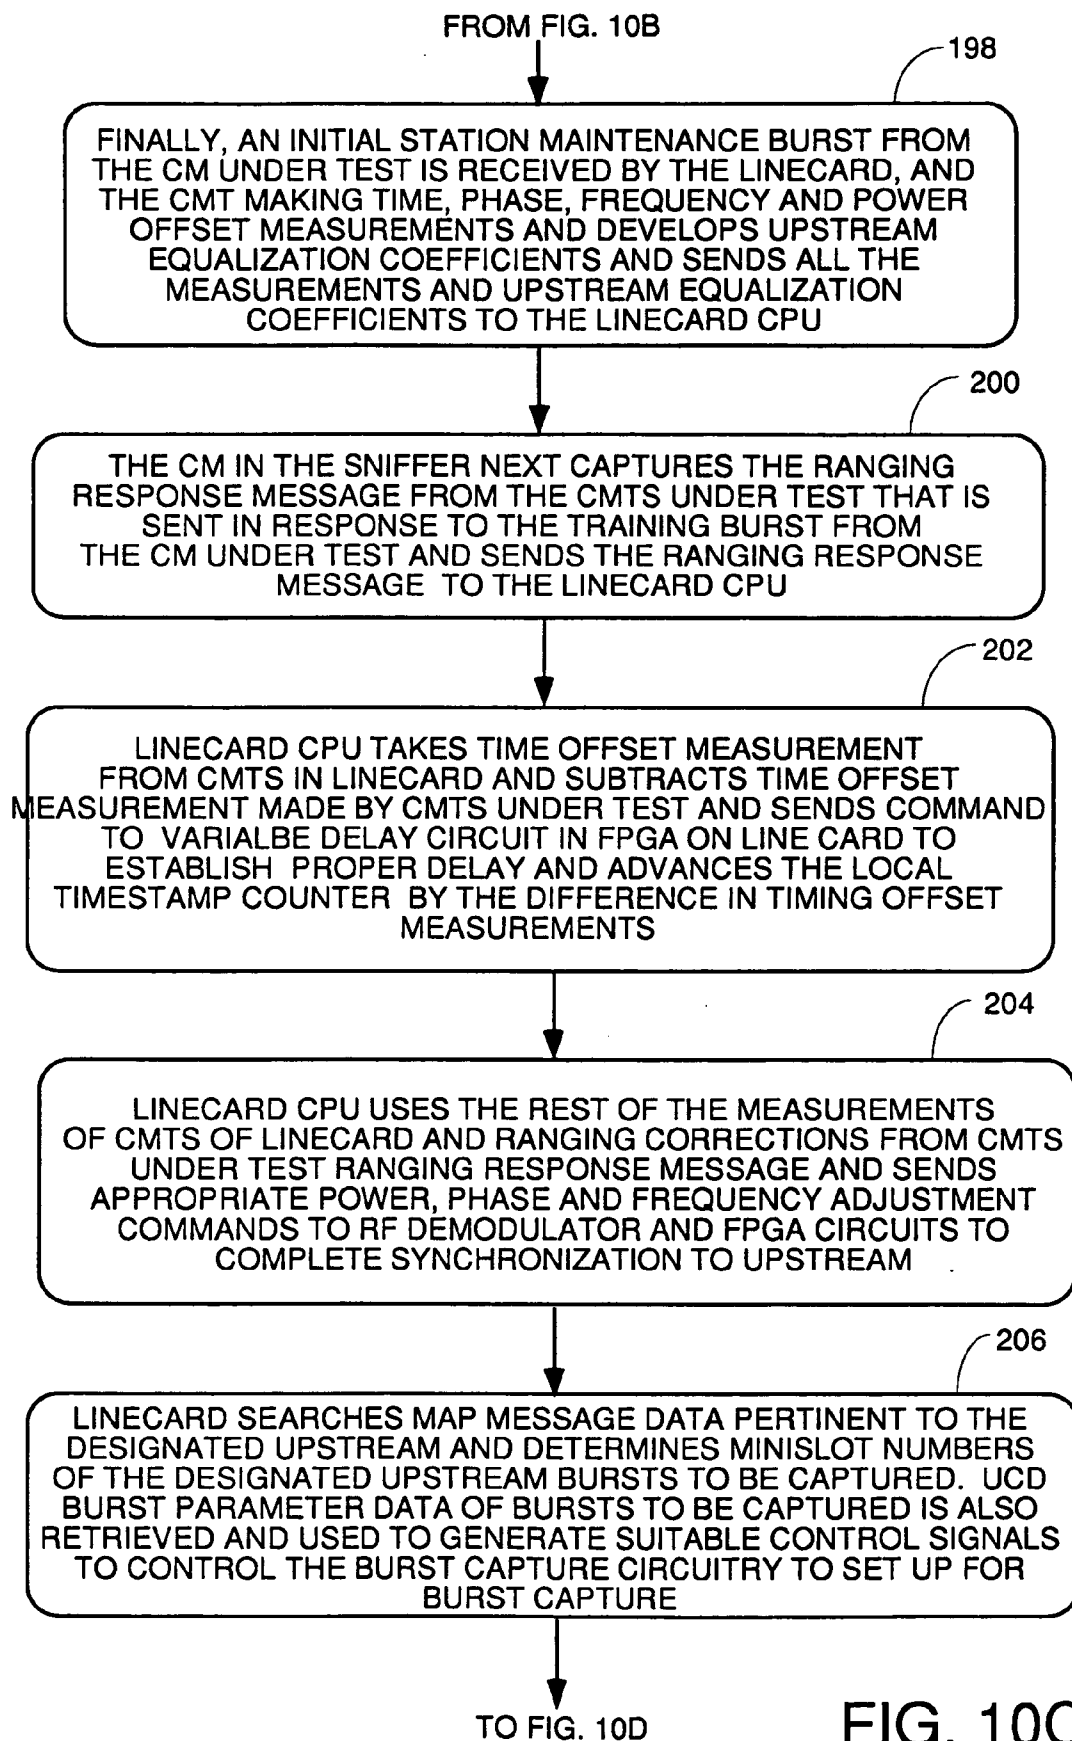 FROM FIG. 10B
198
FINALLY, AN INITIAL STATION MAINTENANCE BURST FROM
THE CM UNDER TEST IS RECEIVED BY THE LINECARD, AND
THE CMT MAKING TIME, PHASE, FREQUENCY AND POWER
OFFSET MEASUREMENTS AND DEVELOPS UPSTREAM
EQUALIZATION COEFFICIENTS AND SENDS ALL THE
MEASUREMENTS AND UPSTREAM EQUALIZATION
COEFFICIENTS TO THE LINECARD CPU
200
THE CM IN THE SNIFFER NEXT CAPTURES THE RANGING
RESPONSE MESSAGE FROM THE CMTS UNDER TEST THAT IS
SENT IN RESPONSE TO THE TRAINING BURST FROM
THE CM UNDER TEST AND SENDS THE RANGING RESPONSE
MESSAGE TO THE LINECARD CPU
202
LINECARD CPU TAKES TIME OFFSET MEASUREMENT
FROM CMTS IN LINECARD AND SUBTRACTS TIME OFFSET
MEASUREMENT MADE BY CMTS UNDER TEST AND SENDS COMMAND
TO VARIALBE DELAY CIRCUIT IN FPGA ON LINE CARD TO
ESTABLISH PROPER DELAY AND ADVANCES THE LOCAL
TIMESTAMP COUNTER BY THE DIFFERENCE IN TIMING OFFSET
MEASUREMENTS
204
LINECARD CPU USES THE REST OF THE MEASUREMENTS
OF CMTS OF LINECARD AND RANGING CORRECTIONS FROM CMTS
UNDER TEST RANGING RESPONSE MESSAGE AND SENDS
APPROPRIATE POWER, PHASE AND FREQUENCY ADJUSTMENT
COMMANDS TO RF DEMODULATOR AND FPGA CIRCUITS TO
COMPLETE SYNCHRONIZATION TO UPSTREAM
206
LINECARD SEARCHES MAP MESSAGE DATA PERTINENT TO THE
DESIGNATED UPSTREAM AND DETERMINES MINISLOT NUMBERS
OF THE DESIGNATED UPSTREAM BURSTS TO BE CAPTURED. UCD
BURST PARAMETER DATA OF BURSTS TO BE CAPTURED IS ALSO
RETRIEVED AND USED TO GENERATE SUITABLE CONTROL SIGNALS
TO CONTROL THE BURST CAPTURE CIRCUITRY TO SET UP FOR
BURST CAPTURE
TO FIG. 10D
FIG. 10C